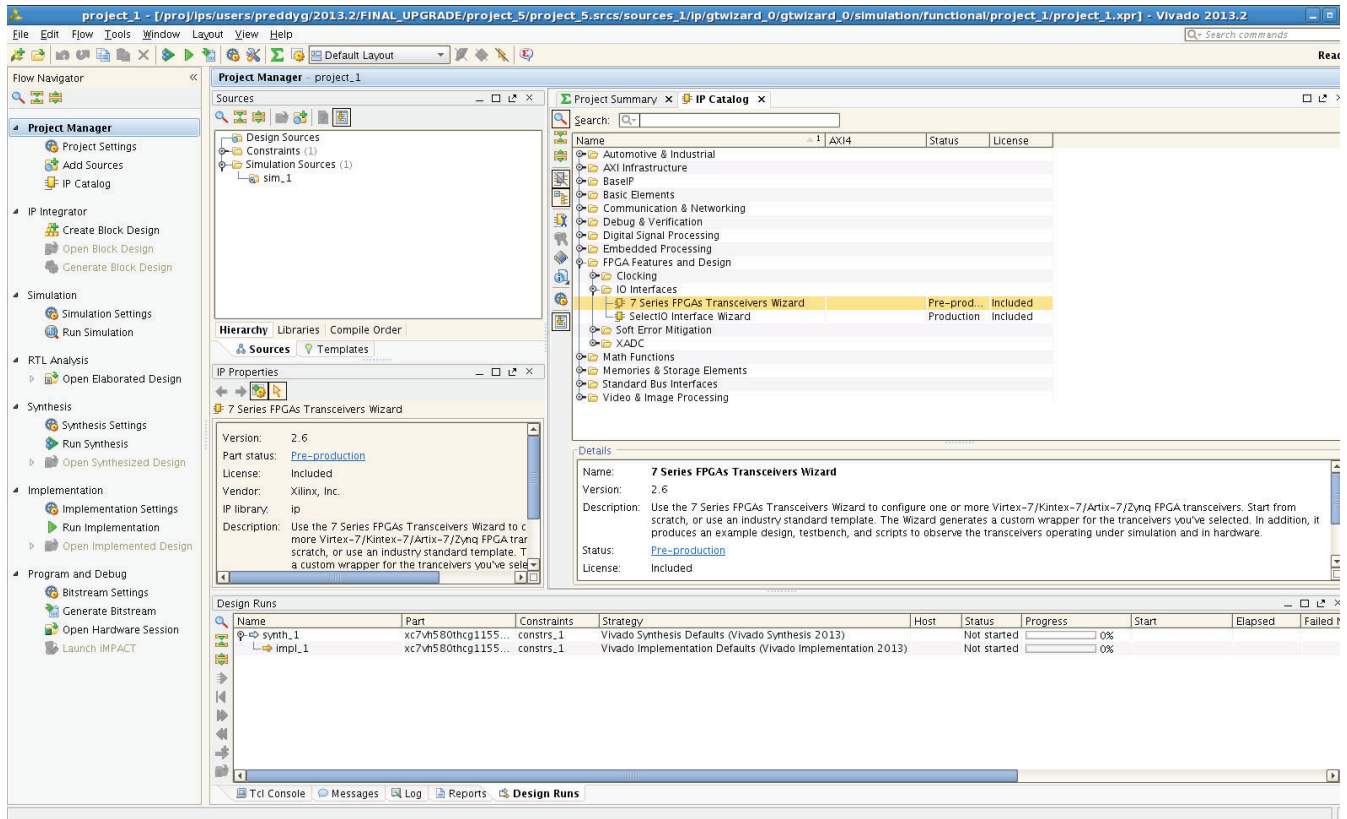 project_1 - [/proj/ips/users/preddyg/2013.2/FINAL_UPGRADE/project_5/project_5.srcs/sources_1/ip/gtwizard_0/gtwizard_0/simulation/functional/project_1/project_1.xpr] - Vivado 2013.2
File Edit Flow Tools Window Layout View Help
Search commands
Default Layout
Read
Flow Navigator
Project Manager
Project Settings
Add Sources
IP Catalog
IP Integrator
Create Block Design
Open Block Design
Generate Block Design
Simulation
Simulation Settings
Run Simulation
RTL Analysis
Open Elaborated Design
Synthesis
Synthesis Settings
Run Synthesis
Open Synthesized Design
Implementation
Implementation Settings
Run Implementation
Open Implemented Design
Program and Debug
Bitstream Settings
Generate Bitstream
Open Hardware Session
Launch iMPACT
Project Manager - project_1
Sources
Design Sources
Constraints (1)
Simulation Sources (1)
sim_1
Hierarchy Libraries Compile Order
Sources Templates
IP Properties
7 Series FPGAs Transceivers Wizard
Version: 2.6
Part status: Pre-production
License: Included
Vendor: Xilinx, Inc.
IP library: ip
Description: Use the 7 Series FPGAs Transceivers Wizard to c
more Virtex-7/Kintex-7/Artix-7/Zynq FPGA tran
scratch, or use an industry standard template. T
a custom wrapper for the tranceivers you've sele
Project Summary IP Catalog
Search:
Name 1 AXI4 Status License
Automotive & Industrial
AXI Infrastructure
BaseIP
Basic Elements
Communication & Networking
Debug & Verification
Digital Signal Processing
Embedded Processing
FPGA Features and Design
Clocking
IO Interfaces
7 Series FPGAs Transceivers Wizard Pre-prod... Included
SelectIO Interface Wizard Production Included
Soft Error Mitigation
XADC
Math Functions
Memories & Storage Elements
Standard Bus Interfaces
Video & Image Processing
Details
Name: 7 Series FPGAs Transceivers Wizard
Version: 2.6
Description: Use the 7 Series FPGAs Transceivers Wizard to configure one or more Virtex-7/Kintex-7/Artix-7/Zynq FPGA transceivers. Start from
scratch, or use an industry standard template. The Wizard generates a custom wrapper for the tranceivers you've selected. In addition, it
produces an example design, testbench, and scripts to observe the transceivers operating under simulation and in hardware.
Status: Pre-production
License: Included
Design Runs
Name Part Constraints Strategy Host Status Progress Start Elapsed Failed N
synth_1 xc7vh580thcg1155... constrs_1 Vivado Synthesis Defaults (Vivado Synthesis 2013) Not started 0%
impl_1 xc7vh580thcg1155... constrs_1 Vivado Implementation Defaults (Vivado Implementation 2013) Not started 0%
Tcl Console Messages Log Reports Design Runs